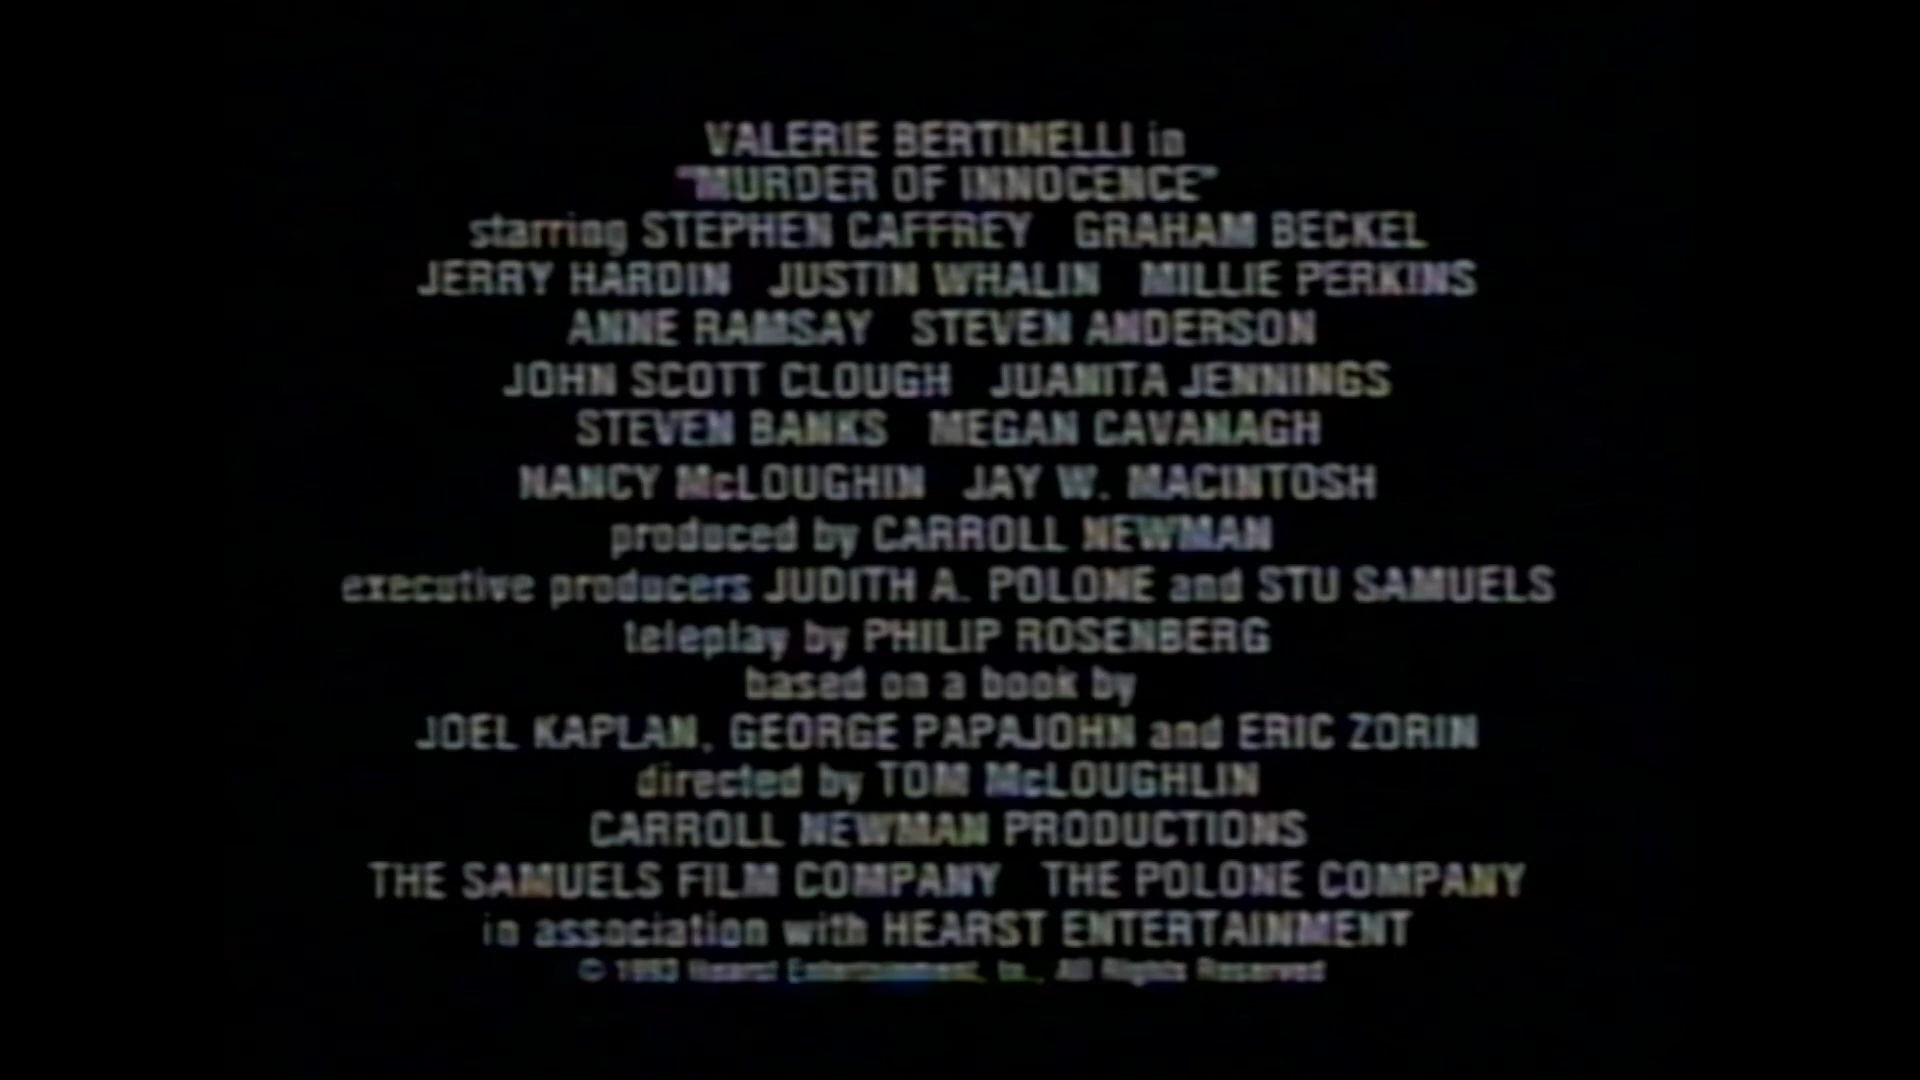 VALERIE BERTINELLI in
"MURDER OF INNOCENCE"
starring STEPHEN CAFFREY GRAHAM BECKEL
JERRY HARDIN JUSTIN WHALIN MILLIE PERKINS
ANNE RAMSAY STEVEN ANDERSON
JOHN SCOTT CLOUGH JUANITA JENNINGS
STEVEN BANKS MEGAN CAVANAGH
NANCY McLOUGHIN JAY W. MACINTOSH
produced by CARROLL NEWMAN
executive producers JUDITH A. POLONE and STU SAMUELS
teleplay by PHILIP ROSENBERG
based on a book by
JOEL KAPLAN, GEORGE PAPAJOHN and ERIC ZORIN
directed by TOM McLOUGHLIN
CARROLL NEWMAN PRODUCTIONS
THE SAMUELS FILM COMPANY THE POLONE COMPANY
in association with HEARST ENTERTAINMENT
© 1993 Hearst Entertainment, Inc., All Rights Reserved